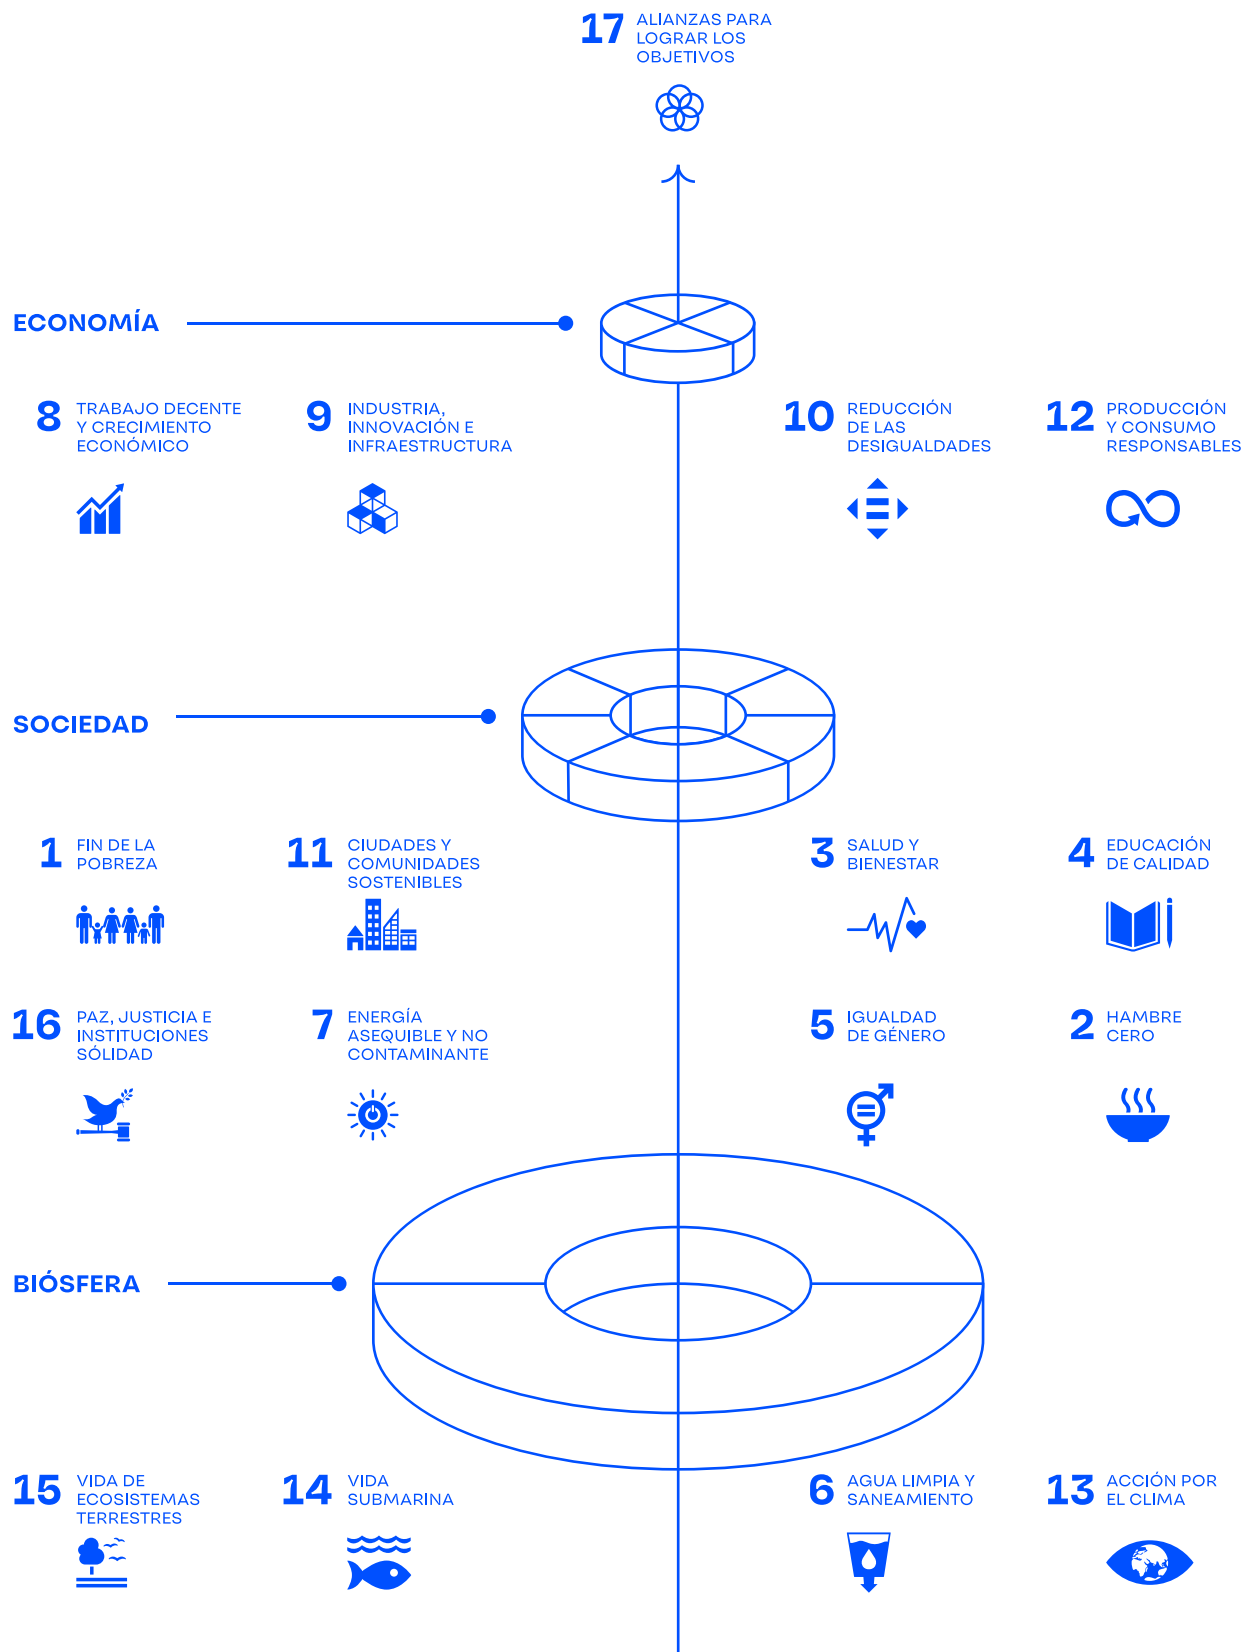 17 ALIANZAS PARA
LOGRAR LOS
OBJETIVOS
ECONOMÍA
8 TRABAJO DECENTE
Y CRECIMIENTO
ECONÓMICO
9 INDUSTRIA,
INNOVACIÓN E
INFRAESTRUCTURA
10 REDUCCIÓN
DE LAS
DESIGUALDADES
12 PRODUCCIÓN
Y CONSUMO
RESPONSABLES
SOCIEDAD
1 FIN DE LA
POBREZA
11 CIUDADES Y
COMUNIDADES
SOSTENIBLES
3 SALUD Y
BIENESTAR
4 EDUCACIÓN
DE CALIDAD
16 PAZ, JUSTICIA E
INSTITUCIONES
SÓLIDAD
7 ENERGÍA
ASEQUIBLE Y NO
CONTAMINANTE
5 IGUALDAD
DE GÉNERO
2 HAMBRE
CERO
BIÓSFERA
15 VIDA DE
ECOSISTEMAS
TERRESTRES
14 VIDA
SUBMARINA
6 AGUA LIMPIA Y
SANEAMIENTO
13 ACCIÓN POR
EL CLIMA